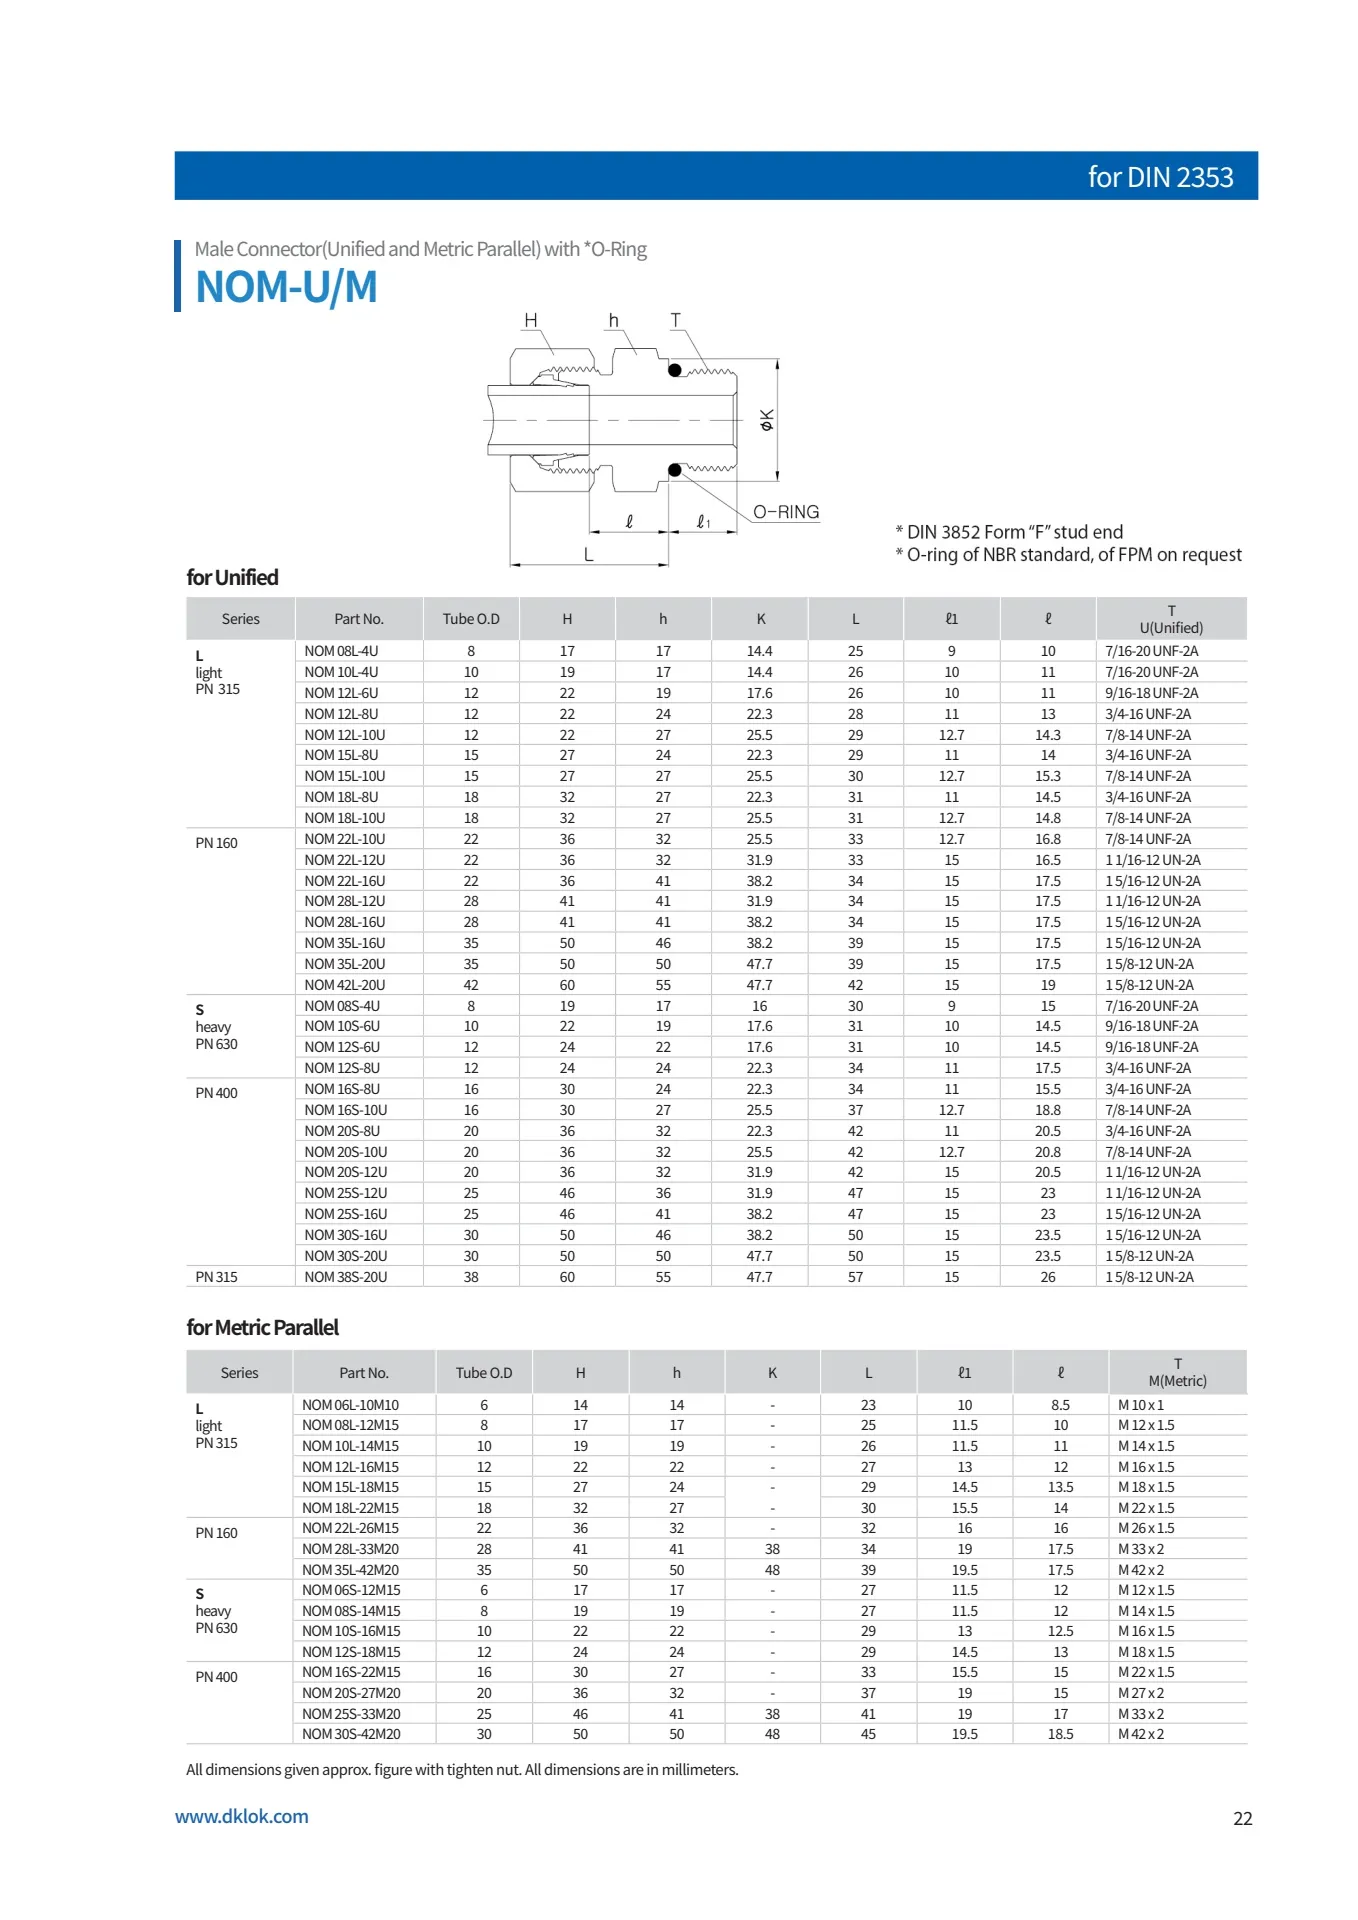 for DIN 2353
Male Connector(Unified and Metric Parallel) with *O-Ring
NOM-U/M
H h T
øK
O-RING
ℓ ℓ1
L
* DIN 3852 Form “F” stud end
* O-ring of NBR standard, of FPM on request
for Unified
Series Part No. Tube O.D H h K L ℓ1 ℓ T
U(Unified)
L
light
PN 315
NOM 08L-4U 8 17 17 14.4 25 9 10 7/16-20 UNF-2A
NOM 10L-4U 10 19 17 14.4 26 10 11 7/16-20 UNF-2A
NOM 12L-6U 12 22 19 17.6 26 10 11 9/16-18 UNF-2A
NOM 12L-8U 12 22 24 22.3 28 11 13 3/4-16 UNF-2A
NOM 12L-10U 12 22 27 25.5 29 12.7 14.3 7/8-14 UNF-2A
NOM 15L-8U 15 27 24 22.3 29 11 14 3/4-16 UNF-2A
NOM 15L-10U 15 27 27 25.5 30 12.7 15.3 7/8-14 UNF-2A
NOM 18L-8U 18 32 27 22.3 31 11 14.5 3/4-16 UNF-2A
NOM 18L-10U 18 32 27 25.5 31 12.7 14.8 7/8-14 UNF-2A
PN 160 NOM 22L-10U 22 36 32 25.5 33 12.7 16.8 7/8-14 UNF-2A
NOM 22L-12U 22 36 32 31.9 33 15 16.5 1 1/16-12 UN-2A
NOM 22L-16U 22 36 41 38.2 34 15 17.5 1 5/16-12 UN-2A
NOM 28L-12U 28 41 41 31.9 34 15 17.5 1 1/16-12 UN-2A
NOM 28L-16U 28 41 41 38.2 34 15 17.5 1 5/16-12 UN-2A
NOM 35L-16U 35 50 46 38.2 39 15 17.5 1 5/16-12 UN-2A
NOM 35L-20U 35 50 50 47.7 39 15 17.5 1 5/8-12 UN-2A
NOM 42L-20U 42 60 55 47.7 42 15 19 1 5/8-12 UN-2A
S
heavy
PN 630
NOM 08S-4U 8 19 17 16 30 9 15 7/16-20 UNF-2A
NOM 10S-6U 10 22 19 17.6 31 10 14.5 9/16-18 UNF-2A
NOM 12S-6U 12 24 22 17.6 31 10 14.5 9/16-18 UNF-2A
NOM 12S-8U 12 24 24 22.3 34 11 17.5 3/4-16 UNF-2A
PN 400 NOM 16S-8U 16 30 24 22.3 34 11 15.5 3/4-16 UNF-2A
NOM 16S-10U 16 30 27 25.5 37 12.7 18.8 7/8-14 UNF-2A
NOM 20S-8U 20 36 32 22.3 42 11 20.5 3/4-16 UNF-2A
NOM 20S-10U 20 36 32 25.5 42 12.7 20.8 7/8-14 UNF-2A
NOM 20S-12U 20 36 32 31.9 42 15 20.5 1 1/16-12 UN-2A
NOM 25S-12U 25 46 36 31.9 47 15 23 1 1/16-12 UN-2A
NOM 25S-16U 25 46 41 38.2 47 15 23 1 5/16-12 UN-2A
NOM 30S-16U 30 50 46 38.2 50 15 23.5 1 5/16-12 UN-2A
NOM 30S-20U 30 50 50 47.7 50 15 23.5 1 5/8-12 UN-2A
PN 315 NOM 38S-20U 38 60 55 47.7 57 15 26 1 5/8-12 UN-2A
for Metric Parallel
Series Part No. Tube O.D H h K L ℓ1 ℓ T
M(Metric)
L
light
PN 315
NOM 06L-10M10 6 14 14 - 23 10 8.5 M 10 x 1
NOM 08L-12M15 8 17 17 - 25 11.5 10 M 12 x 1.5
NOM 10L-14M15 10 19 19 - 26 11.5 11 M 14 x 1.5
NOM 12L-16M15 12 22 22 - 27 13 12 M 16 x 1.5
NOM 15L-18M15 15 27 24 - 29 14.5 13.5 M 18 x 1.5
NOM 18L-22M15 18 32 27 - 30 15.5 14 M 22 x 1.5
PN 160 NOM 22L-26M15 22 36 32 - 32 16 16 M 26 x 1.5
NOM 28L-33M20 28 41 41 38 34 19 17.5 M 33 x 2
NOM 35L-42M20 35 50 50 48 39 19.5 17.5 M 42 x 2
S
heavy
PN 630
NOM 06S-12M15 6 17 17 - 27 11.5 12 M 12 x 1.5
NOM 08S-14M15 8 19 19 - 27 11.5 12 M 14 x 1.5
NOM 10S-16M15 10 22 22 - 29 13 12.5 M 16 x 1.5
NOM 12S-18M15 12 24 24 - 29 14.5 13 M 18 x 1.5
PN 400 NOM 16S-22M15 16 30 27 - 33 15.5 15 M 22 x 1.5
NOM 20S-27M20 20 36 32 - 37 19 15 M 27 x 2
NOM 25S-33M20 25 46 41 38 41 19 17 M 33 x 2
NOM 30S-42M20 30 50 50 48 45 19.5 18.5 M 42 x 2
All dimensions given approx. figure with tighten nut. All dimensions are in millimeters.
www.dklok.com
22